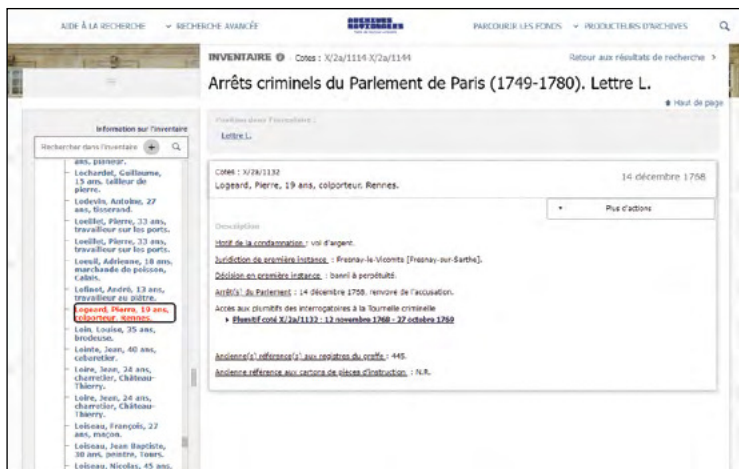 AIDE À LA RECHERCHE
RECHERCHE AVANCÉE
ARCHIVES
NATIONALES
PARCOURIR LES FONDS
PRODUCTEURS D'ARCHIVES
INVENTAIRE - Cotes : X/2a/1114-X/2a/1144
Retour aux résultats de recherche >
Arrêts criminels du Parlement de Paris (1749-1780). Lettre L.
Haut de page
Information sur l'inventaire
Rechercher dans l'inventaire
Lettre L.
ans, planeur.
Lochardet, Guillaume,
15 ans, tailleur de
pierre.
Lodevin, Antoine, 27
ans, tisserand.
Loeillet, Pierre, 33 ans,
travailleur sur les ports.
Loeillet, Pierre, 33 ans,
travailleur sur les ports.
Loeuil, Adrienne, 18 ans,
marchande de poisson,
Calais.
André, 13 ans,
travailleur au plâtre.
Logeard, Pierre, 19 ans,
colporteur, Rennes.
Loin, Louise, 35 ans,
brodeuse.
Lointe, Jean, 40 ans,
cabaretier.
Loire, Jean, 24 ans,
charretier, Château-
Thierry.
Loire, Jean, 24 ans,
charretier, Château-
Thierry.
Loiseau, François, 27
ans, maçon.
Loiseau, Jean Baptiste,
30 ans, peintre, Tours.
Loiseau, Nicolas, 45 ans,
Cotes : X/2a/1132
Logeard, Pierre, 19 ans, colporteur. Rennes.
14 décembre 1768
Plus d'actions
Description
Motif de la condamnation : vol d'argent.
Juridiction de première instance : Fresnay-le-Vicomte [Fresnay-sur-Sarthe].
Décision en première instance : banni à perpétuité.
Arrêt(s) du Parlement : 14 décembre 1768, renvoyé de l'accusation.
Accès aux plumitifs des interrogatoires à la Tournelle criminelle
Plumitif coté X/2a/1132 : 12 novembre 1768 - 27 octobre 1769
Ancienne(s) référence(s) aux registres du greffe : 445.
Ancienne référence aux cartons de pièces d'instruction : N.R.